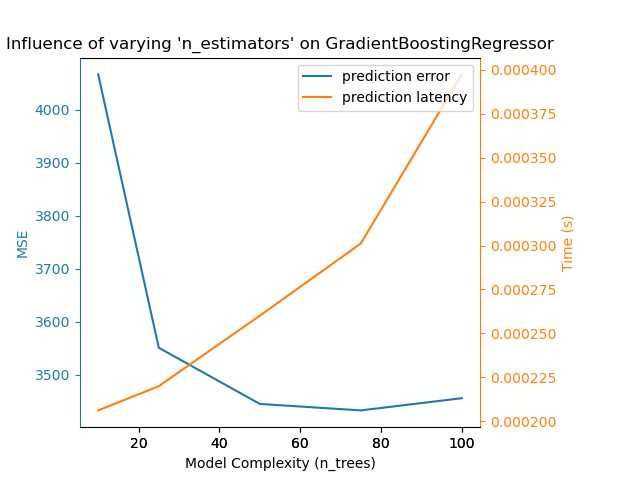 Influence of varying 'n_estimators' on GradientBoostingRegressor
prediction error
prediction latency
4000
3900
3800
3700
3600
3500
MSE
0.000400
0.000375
0.000350
0.000325
0.000300
0.000275
0.000250
0.000225
0.000200
Time (s)
20 40 60 80 100
Model Complexity (n_trees)